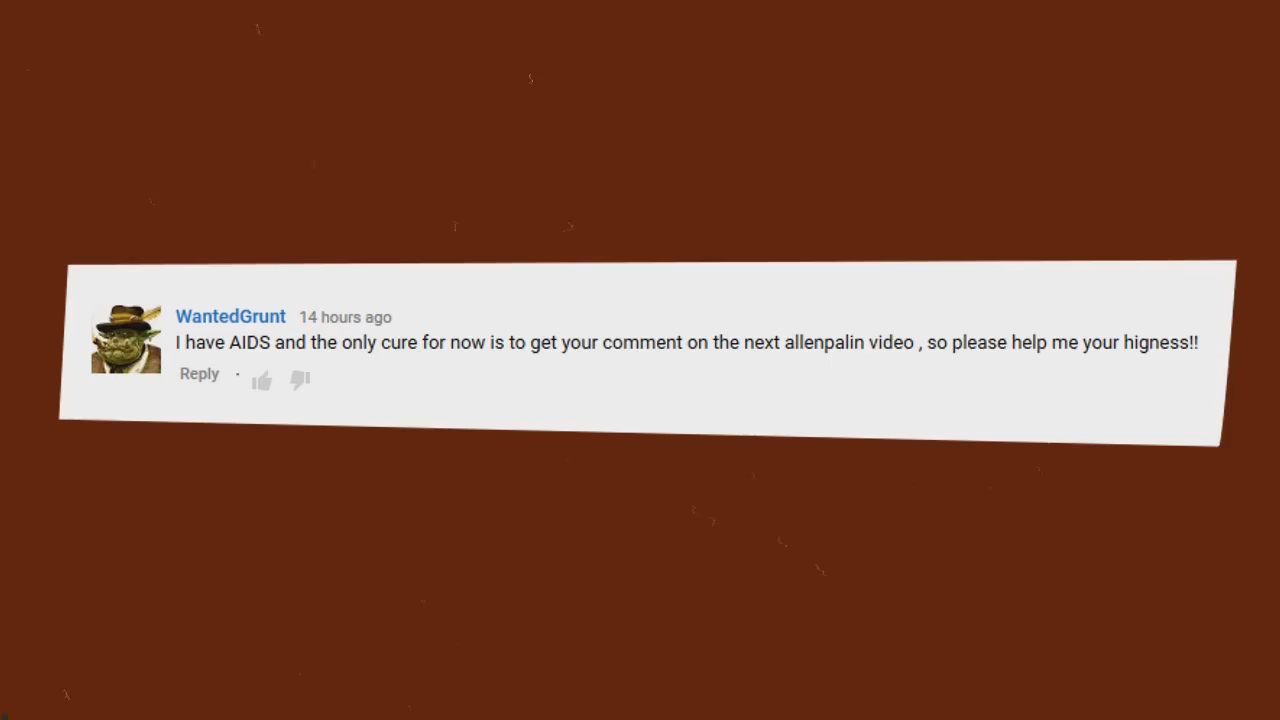 WantedGrunt 14 hours ago
I have AIDS and the only cure for now is to get your comment on the next allenpalin video , so please help me your higness!!
Reply ·